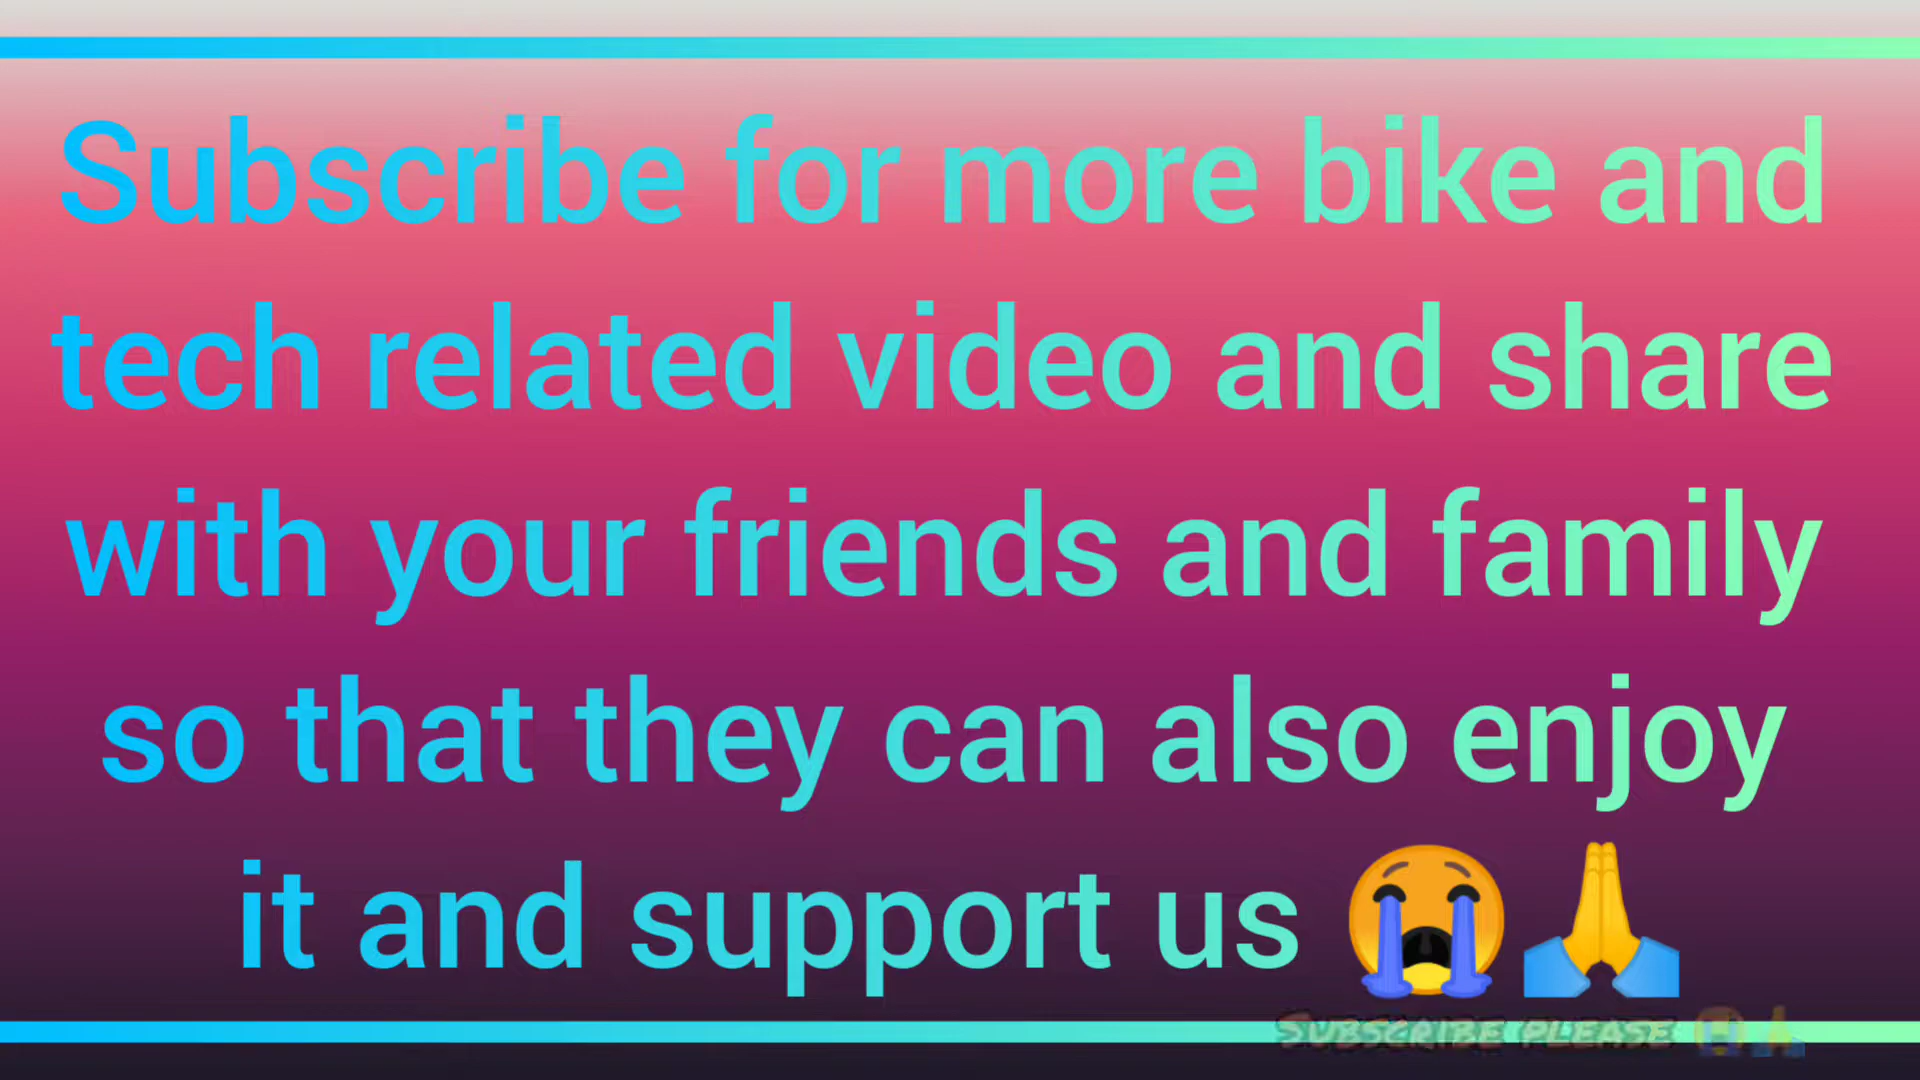 Subscribe for more bike and
tech related video and share
with your friends and family
so that they can also enjoy
it and support us 😭🙏
SUBSCRIBE PLEASE 😭🙏